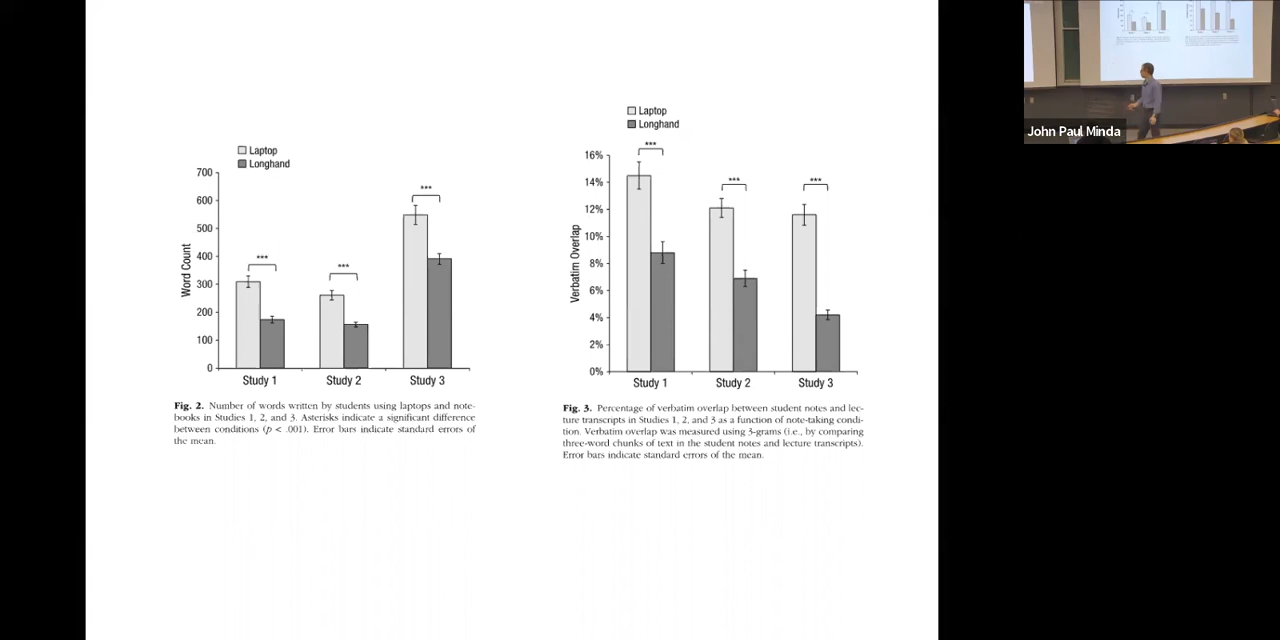 Laptop
Longhand
700
600
500
400
300
200
100
0
Word Count
***
***
***
Study 1
Study 2
Study 3
Fig. 2. Number of words written by students using laptops and note-
books in Studies 1, 2, and 3. Asterisks indicate a significant difference
between conditions (p < .001). Error bars indicate standard errors of
the mean.
Laptop
Longhand
16%
14%
12%
10%
8%
6%
4%
2%
0%
Verbatim Overlap
***
***
***
Study 1
Study 2
Study 3
Fig. 3. Percentage of verbatim overlap between student notes and lec-
ture transcripts in Studies 1, 2, and 3 as a function of note-taking condi-
tion. Verbatim overlap was measured using 3-grams (i.e., by comparing
three-word chunks of text in the student notes and lecture transcripts).
Error bars indicate standard errors of the mean.
John Paul Minda